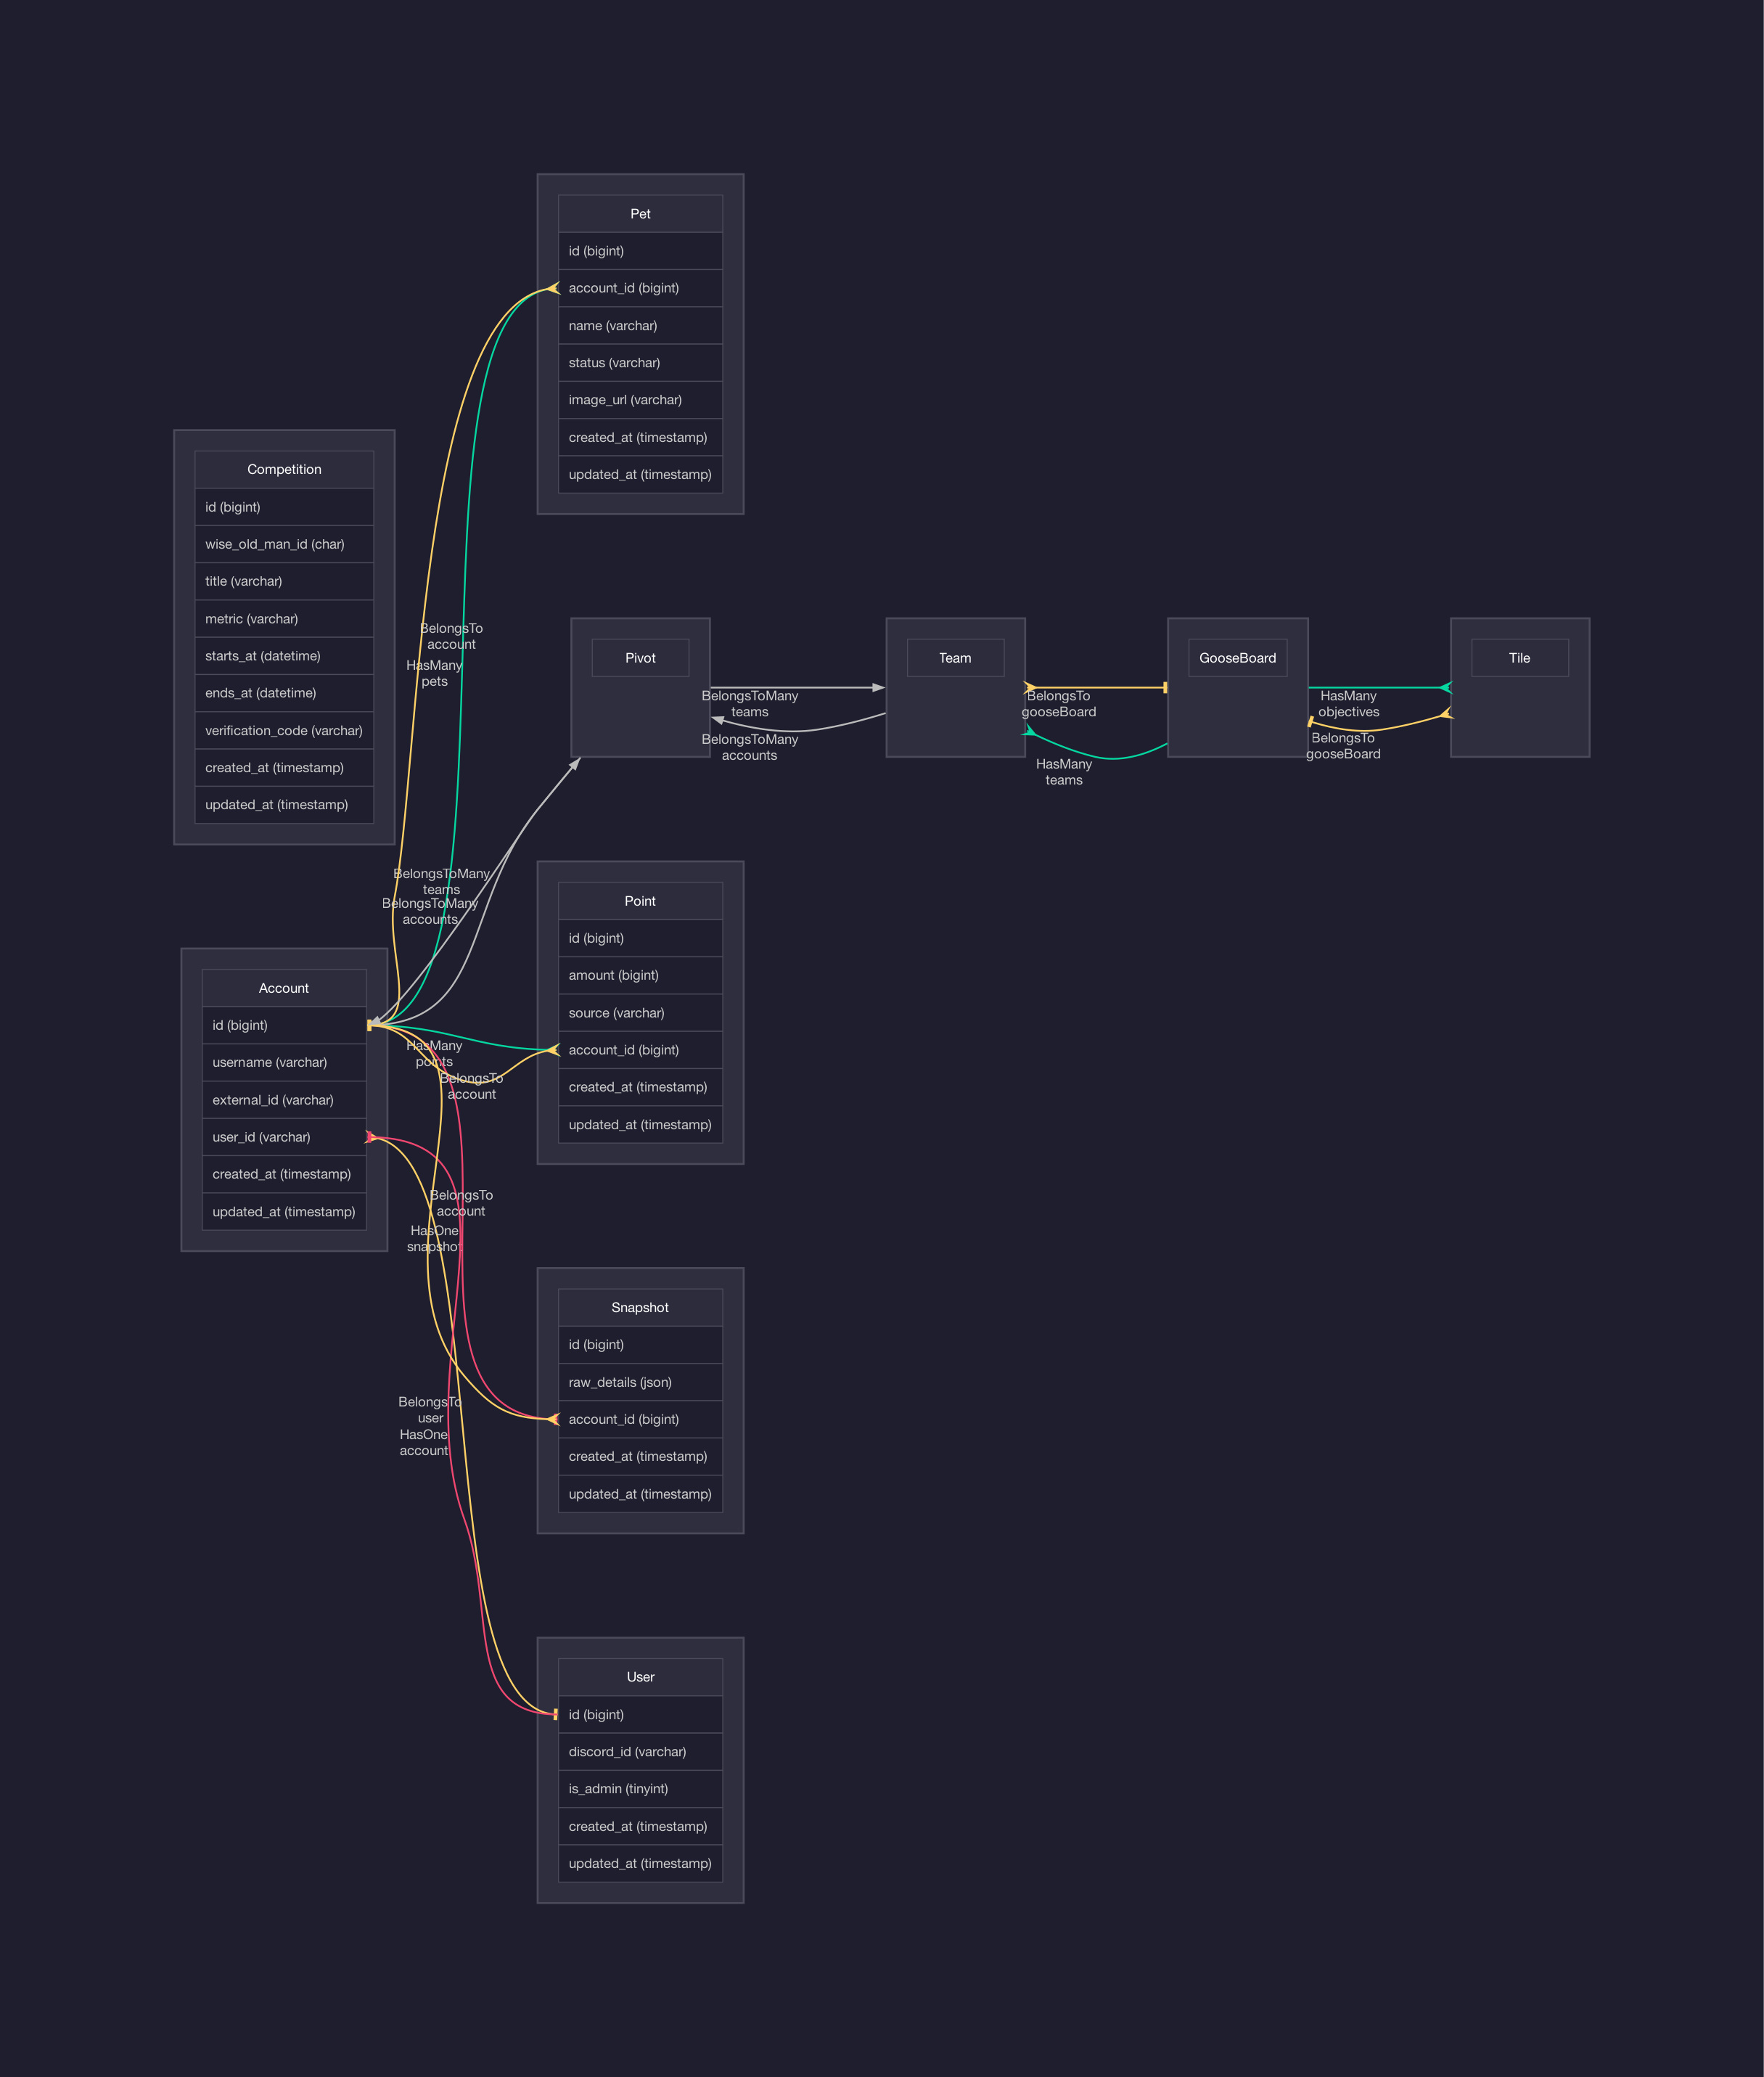 Pet
id (bigint)
account_id (bigint)
name (varchar)
status (varchar)
image_url (varchar)
created_at (timestamp)
updated_at (timestamp)
Competition
id (bigint)
wise_old_man_id (char)
title (varchar)
metric (varchar)
starts_at (datetime)
ends_at (datetime)
verification_code (varchar)
created_at (timestamp)
updated_at (timestamp)
BelongsTo
account
HasMany
pets
Pivot
Team
GooseBoard
Tile
BelongsToMany
teams
BelongsToMany
accounts
BelongsTo
gooseBoard
HasMany
teams
HasMany
objectives
BelongsTo
gooseBoard
BelongsToMany
teams
BelongsToMany
accounts
Point
id (bigint)
amount (bigint)
source (varchar)
account_id (bigint)
created_at (timestamp)
updated_at (timestamp)
Account
id (bigint)
username (varchar)
external_id (varchar)
user_id (varchar)
created_at (timestamp)
updated_at (timestamp)
HasMany
points
BelongsTo
account
BelongsTo
account
HasOne
snapshot
Snapshot
id (bigint)
raw_details (json)
account_id (bigint)
created_at (timestamp)
updated_at (timestamp)
BelongsTo
user
HasOne
account
User
id (bigint)
discord_id (varchar)
is_admin (tinyint)
created_at (timestamp)
updated_at (timestamp)